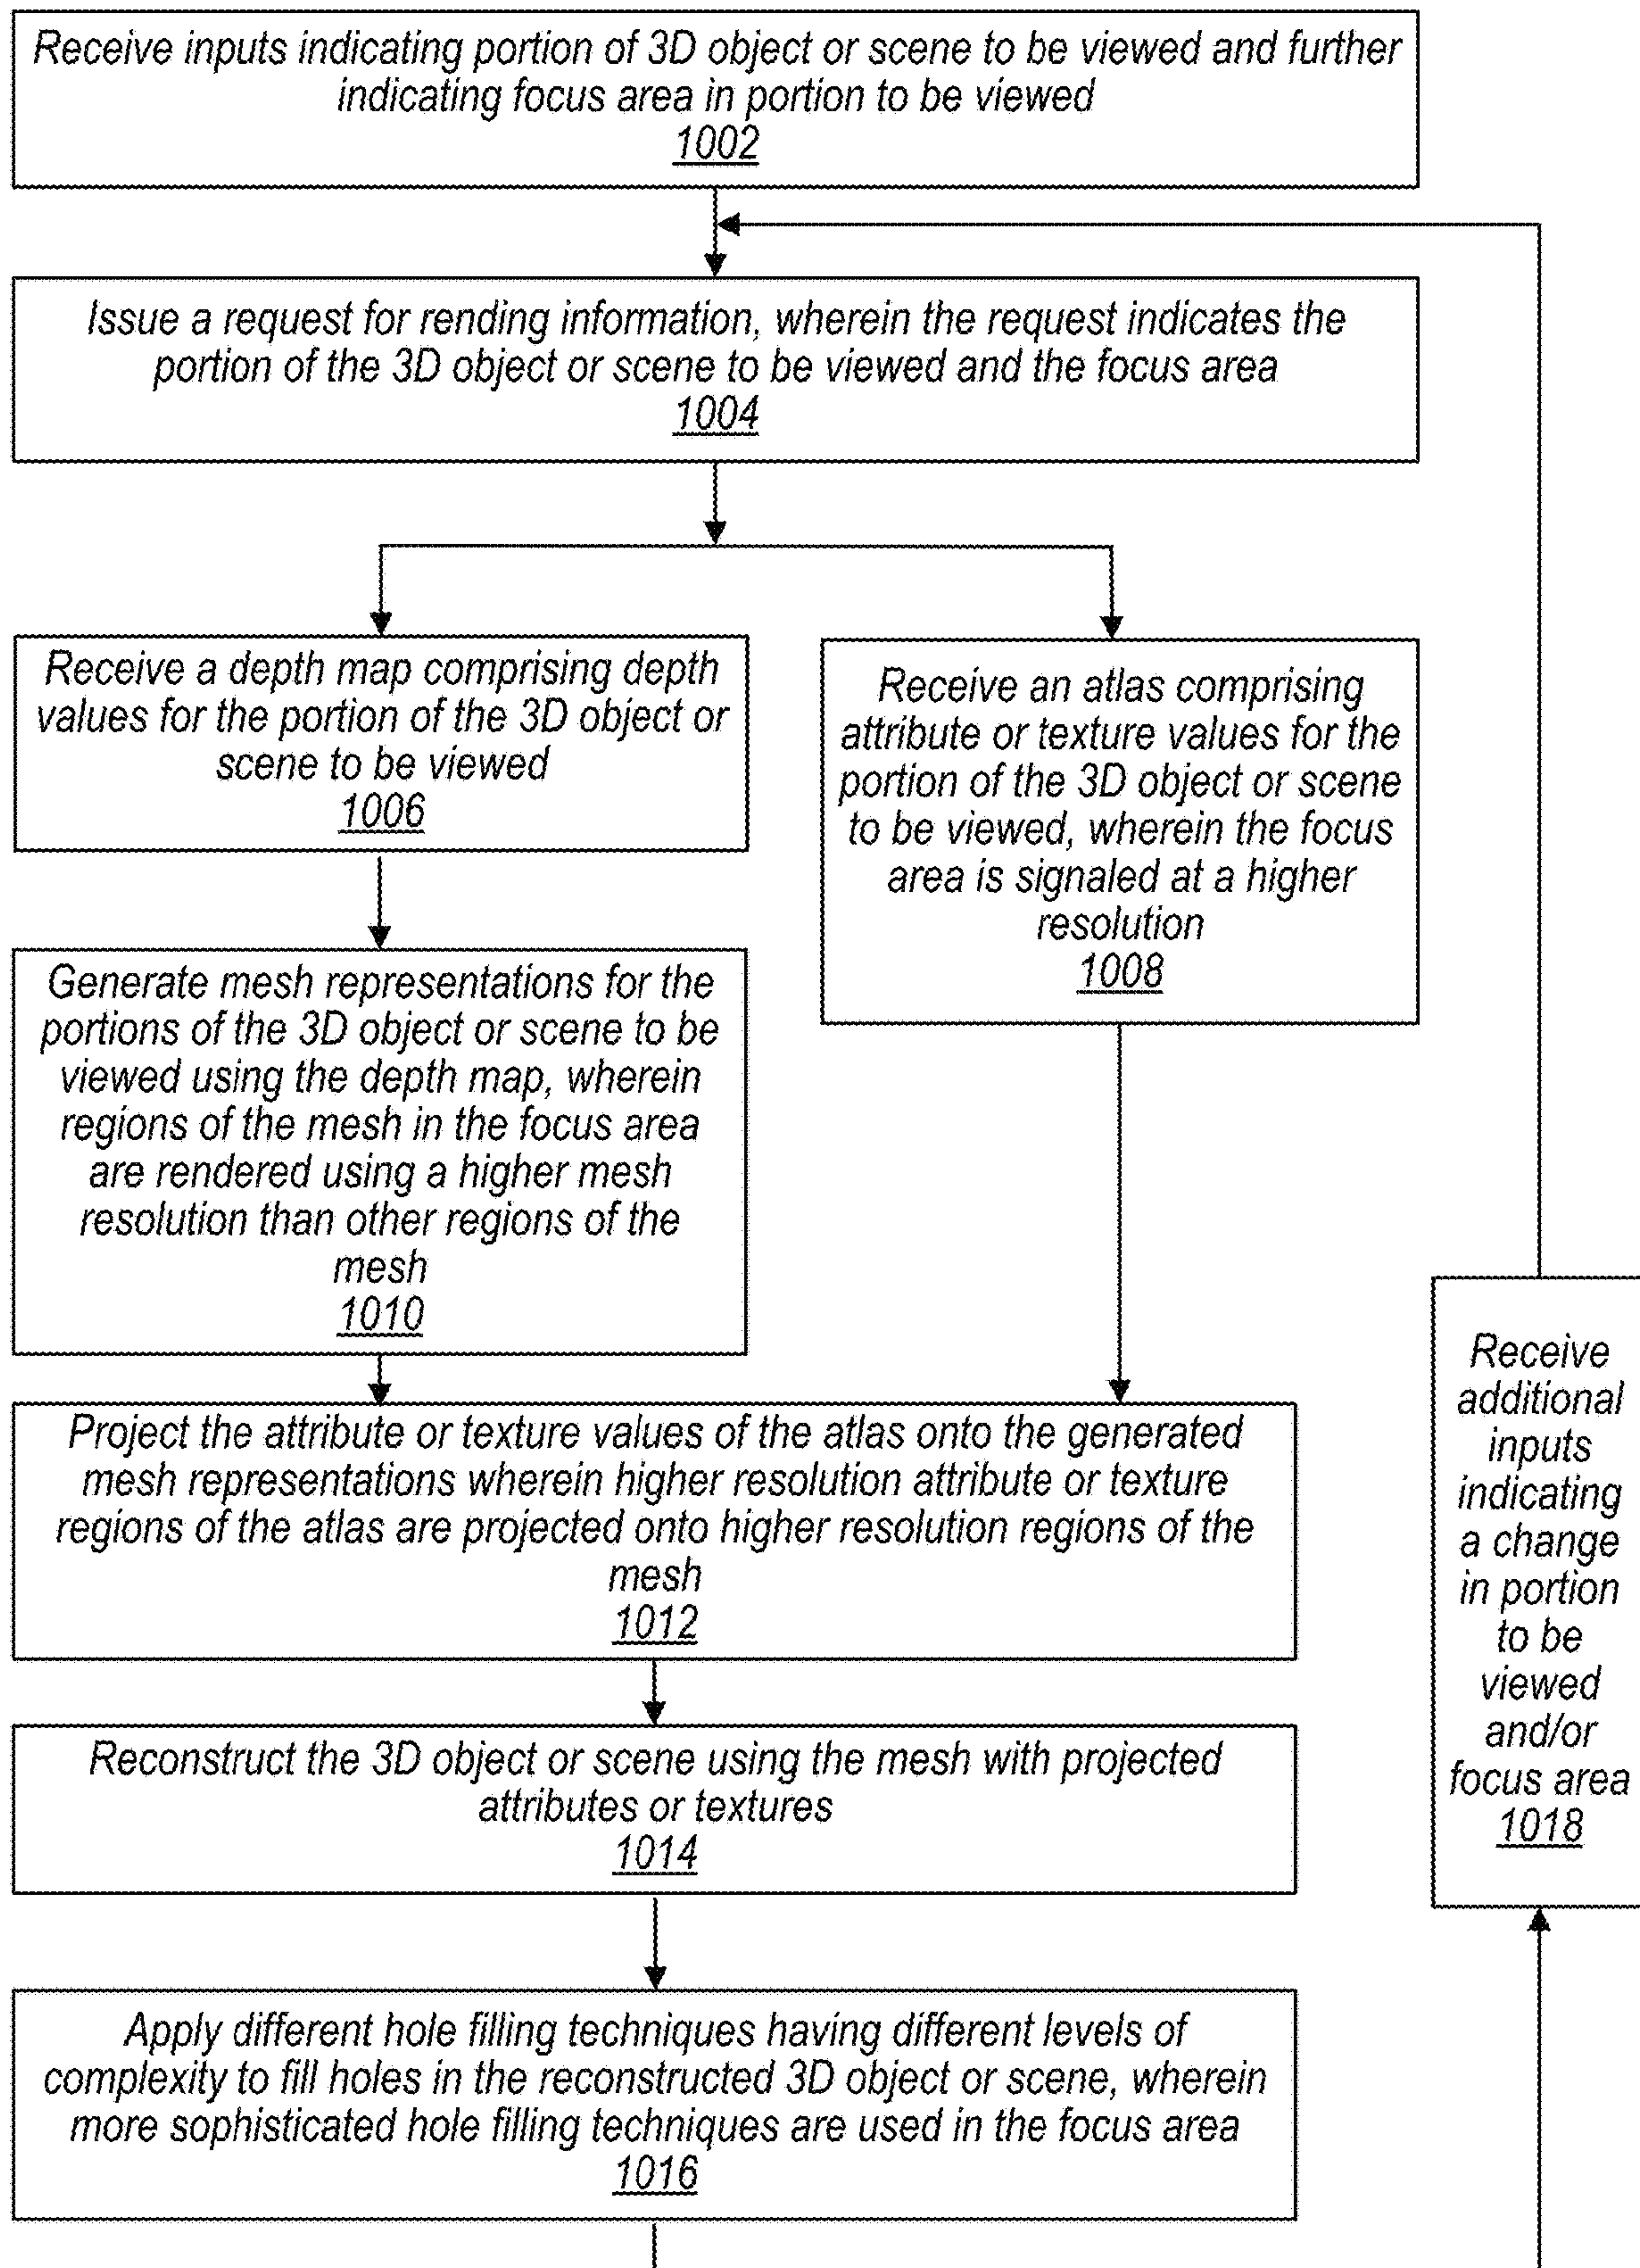 Receive inputs indicating portion of 3D object or scene to be viewed and further
indicating focus area in portion to be viewed
1002
Issue a request for rending information, wherein the request indicates the
portion of the 3D object or scene to be viewed and the focus area
1004
Receive a depth map comprising depth
values for the portion of the 3D object or
scene to be viewed
1006
Receive an atlas comprising
attribute or texture values for the
portion of the 3D object or scene
to be viewed, wherein the focus
area is signaled at a higher
resolution
1008
Generate mesh representations for the
portions of the 3D object or scene to be
viewed using the depth map, wherein
regions of the mesh in the focus area
are rendered using a higher mesh
resolution than other regions of the
mesh
1010
Project the attribute or texture values of the atlas onto the generated
mesh representations wherein higher resolution attribute or texture
regions of the atlas are projected onto higher resolution regions of the
mesh
1012
Reconstruct the 3D object or scene using the mesh with projected
attributes or textures
1014
Apply different hole filling techniques having different levels of
complexity to fill holes in the reconstructed 3D object or scene, wherein
more sophisticated hole filling techniques are used in the focus area
1016
Receive
additional
inputs
indicating
a change
in portion
to be
viewed
and/or
focus area
1018